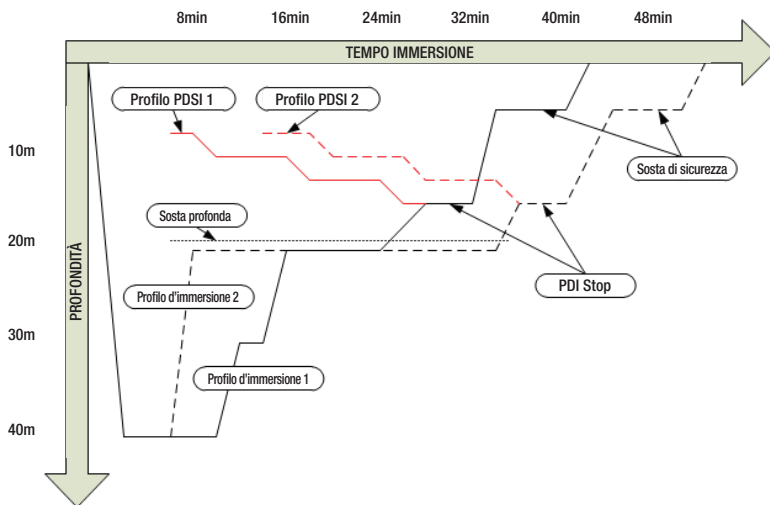 8min 16min 24min 32min 40min 48min
TEMPO IMMERSIONE
Profilo PDSI 1
Profilo PDSI 2
10m
Sosta di sicurezza
Sosta profonda
20m
PROFONDITÀ
PDI Stop
Profilo d'immersione 2
30m
Profilo d'immersione 1
40m